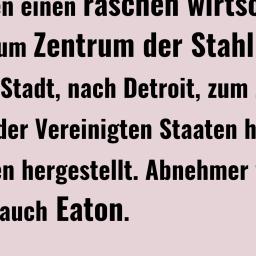 en einen raschen wirtsc
um Zentrum der Stahl
Stadt, nach Detroit, zum
der Vereinigten Staaten h
en hergestellt. Abnehmer
auch Eaton.